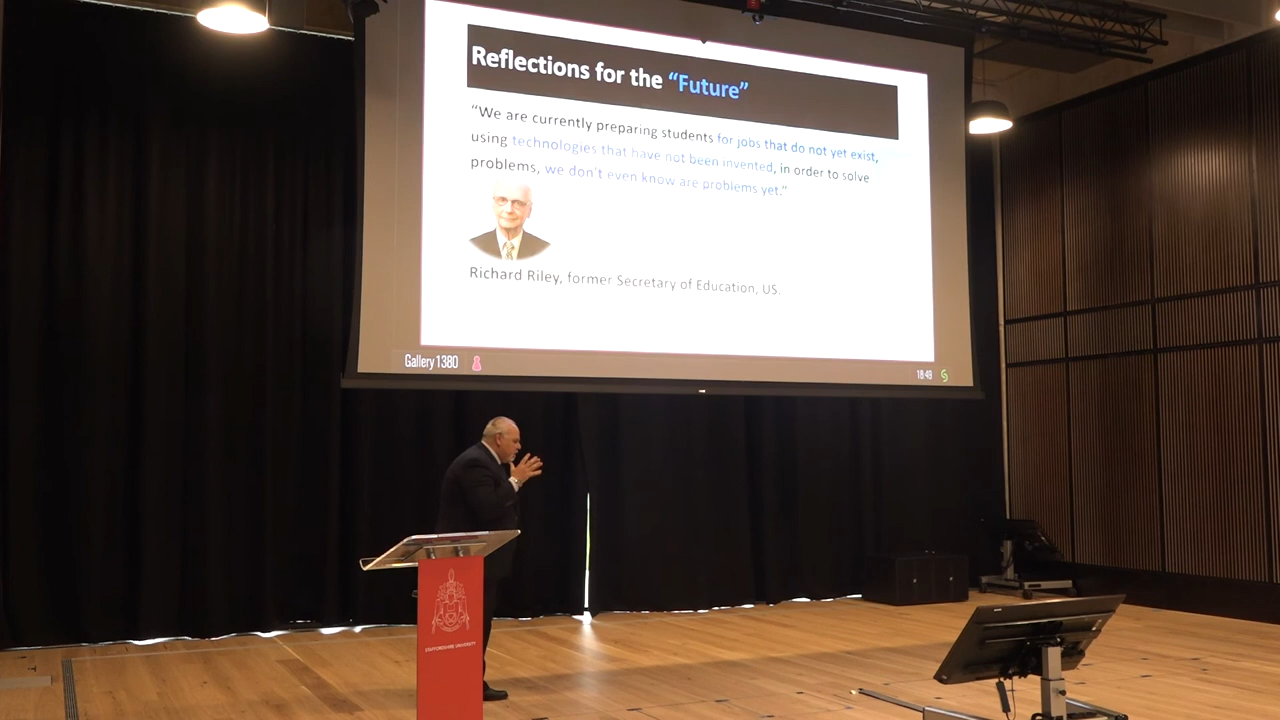 Reflections for the “Future”
“We are currently preparing students for jobs that do not yet exist,
using technologies that have not been invented, in order to solve
problems, we don’t even know are problems yet.”
Richard Riley, former Secretary of Education, US.
Gallery 1380
18:49
STAFFORDSHIRE UNIVERSITY